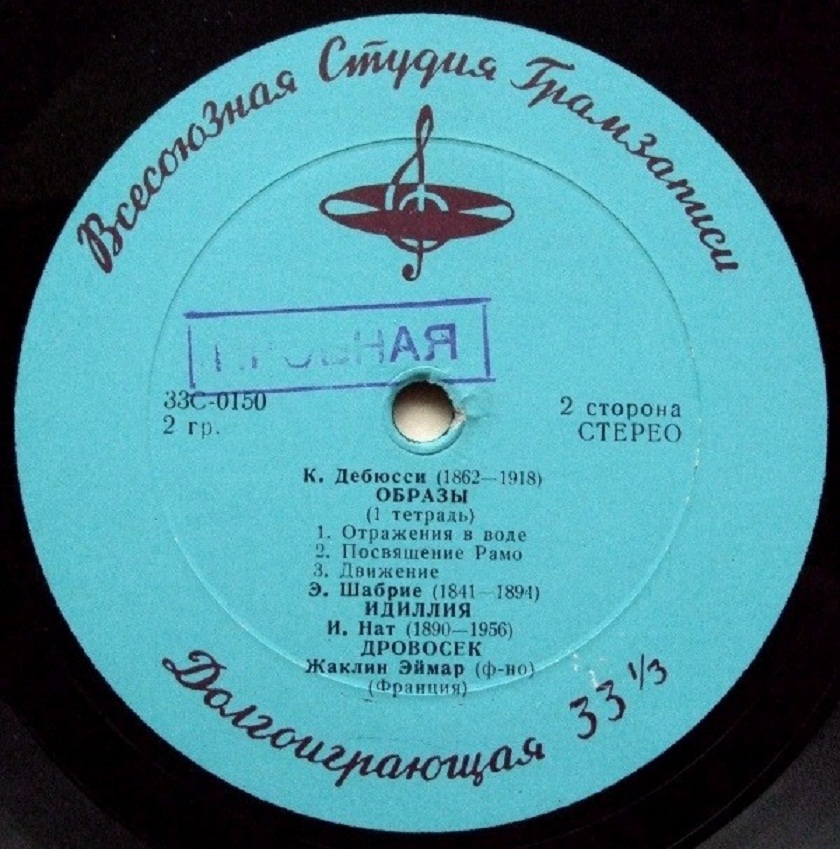 Всесоюзная Студия Грамзаписи
33С-0150
2 гр.
2 сторона
СТЕРЕО
К. Дебюсси (1862—1918)
ОБРАЗЫ
(1 тетрадь)
1. Отражения в воде
2. Посвящение Рамо
3. Движение
Э. Шабрие (1841—1894)
ИДИЛЛИЯ
И. Нат (1890—1956)
ДРОВОСЕК
Жаклин Эймар (ф-но)
(Франция)
Долгоиграющая 33 1/3